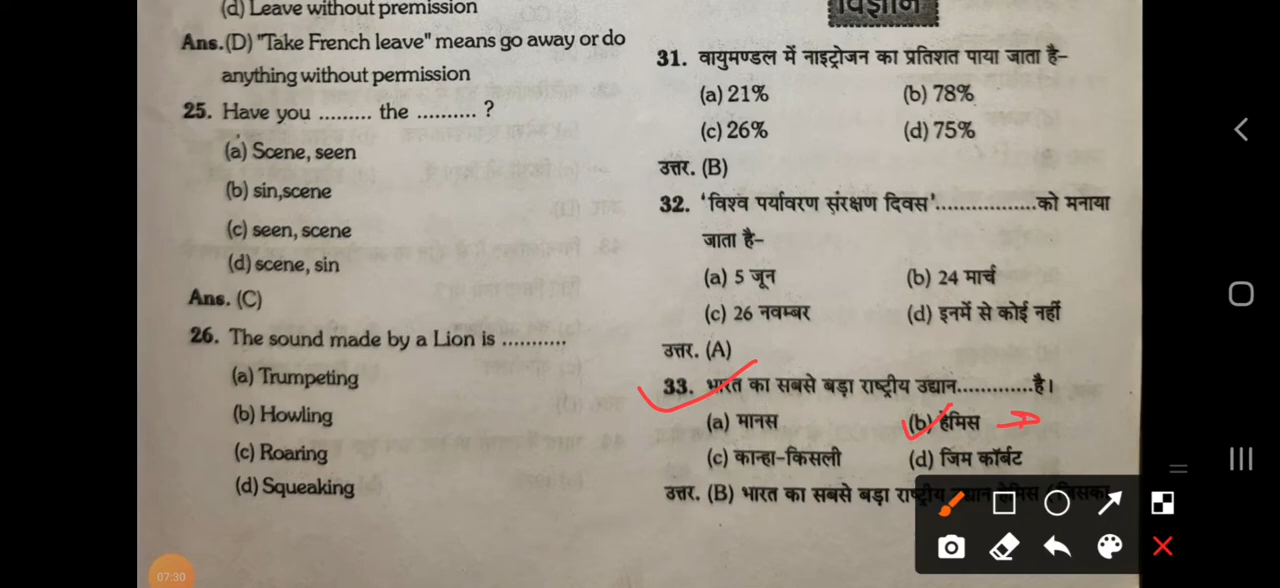 (d) Leave without premission
Ans.(D) "Take French leave" means go away or do
anything without permission
25. Have you ......... the .......... ?
(a) Scene, seen
(b) sin,scene
(c) seen, scene
(d) scene, sin
Ans. (C)
26. The sound made by a Lion is ...........
(a) Trumpeting
(b) Howling
(c) Roaring
(d) Squeaking
विज्ञान
31. वायुमण्डल में नाइट्रोजन का प्रतिशत पाया जाता है-
(a) 21% (b) 78%
(c) 26% (d) 75%
उत्तर. (B)
32. 'विश्व पर्यावरण संरक्षण दिवस'..................को मनाया
जाता है-
(a) 5 जून (b) 24 मार्च
(c) 26 नवम्बर (d) इनमें से कोई नहीं
उत्तर. (A)
33. भारत का सबसे बड़ा राष्ट्रीय उद्यान.............है।
(a) मानस (b) हेमिस
(c) कान्हा-किसली (d) जिम कॉर्बट
उत्तर. (B) भारत का सबसे बड़ा राष्ट्रीय उद्यान हेमिस (जिसका
07:30